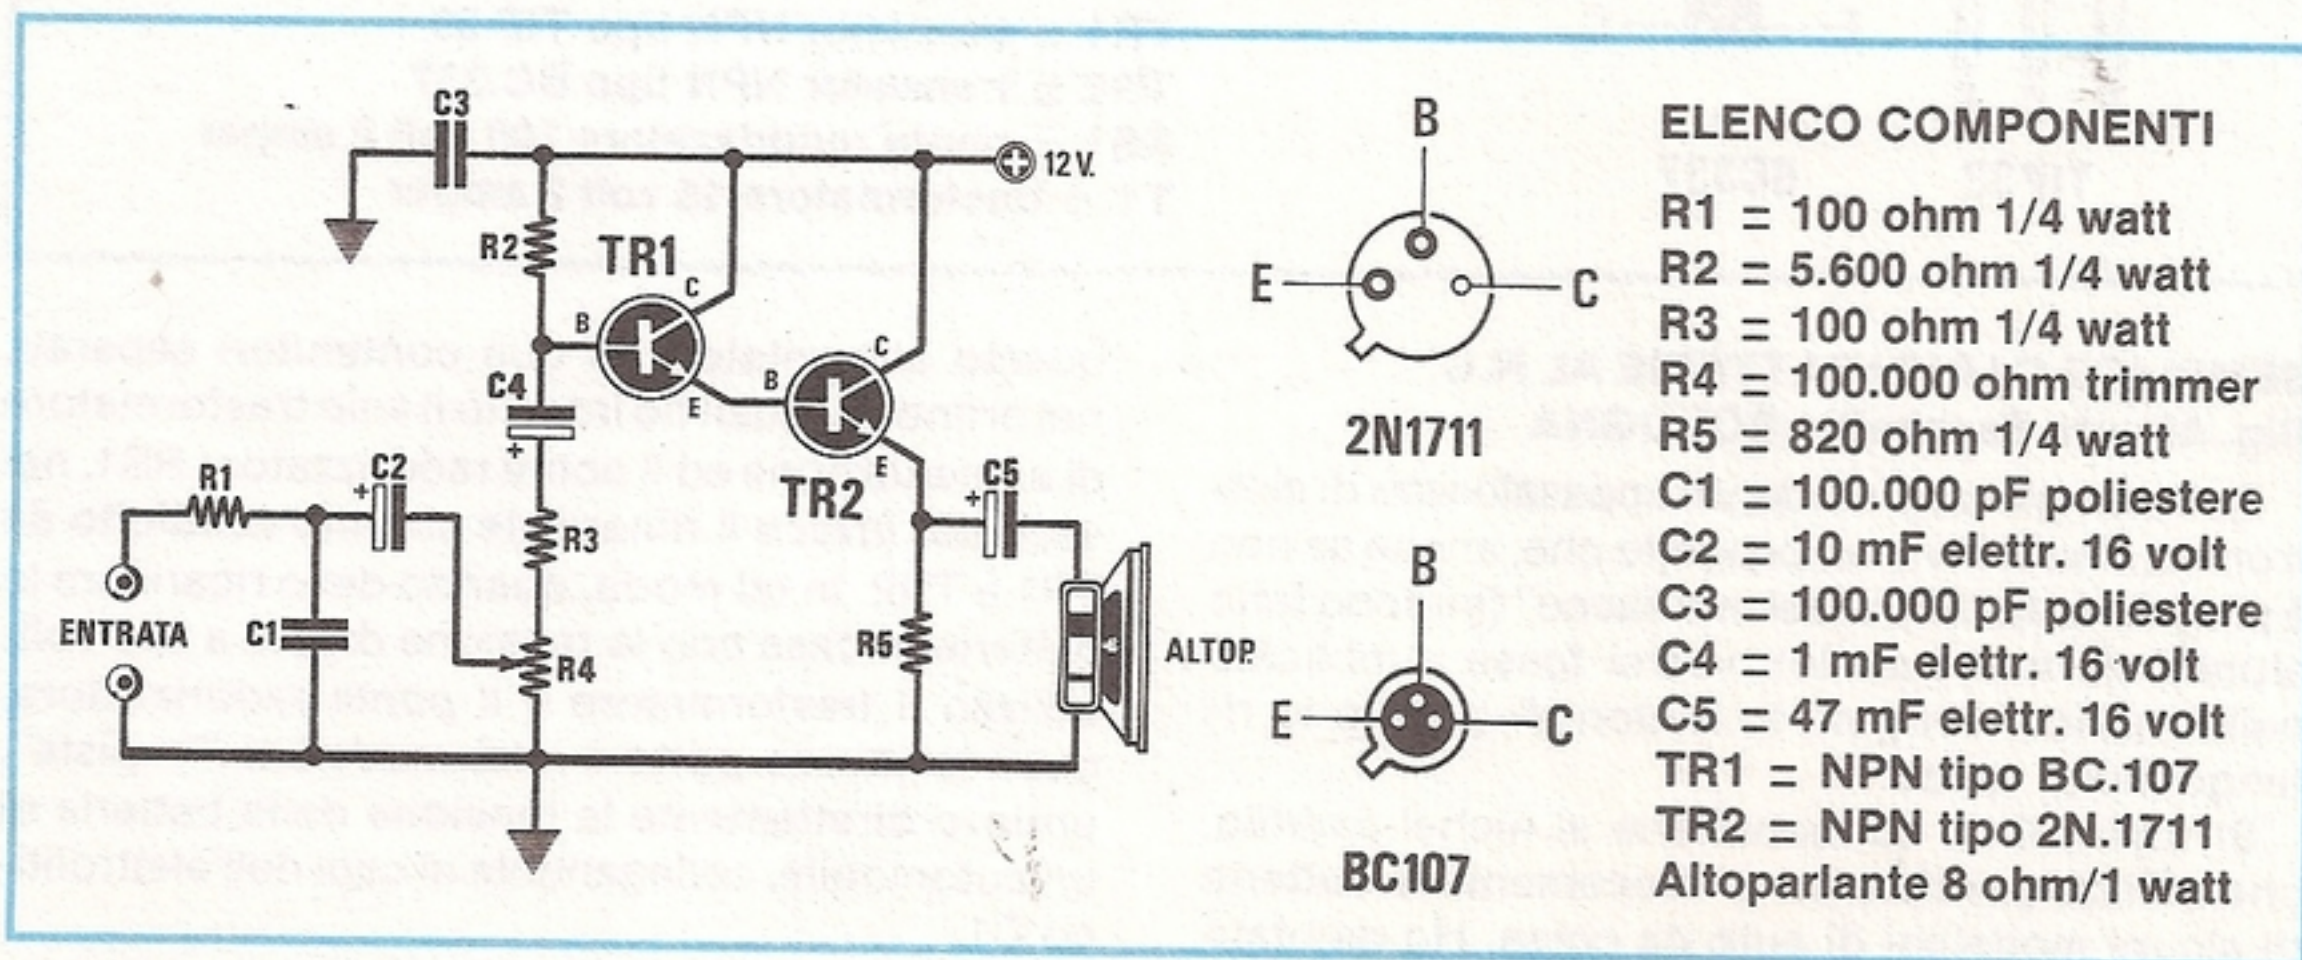 C3
12 V.
R2
TR1
C
B
E
C4
+
B
C
E
TR2
R1
+
C2
R3
+
C5
ENTRATA
C1
R4
R5
ALTOP.
B
E
C
2N1711
B
E
C
BC107
ELENCO COMPONENTI
R1 = 100 ohm 1/4 watt
R2 = 5.600 ohm 1/4 watt
R3 = 100 ohm 1/4 watt
R4 = 100.000 ohm trimmer
R5 = 820 ohm 1/4 watt
C1 = 100.000 pF poliestere
C2 = 10 mF elettr. 16 volt
C3 = 100.000 pF poliestere
C4 = 1 mF elettr. 16 volt
C5 = 47 mF elettr. 16 volt
TR1 = NPN tipo BC.107
TR2 = NPN tipo 2N.1711
Altoparlante 8 ohm/1 watt